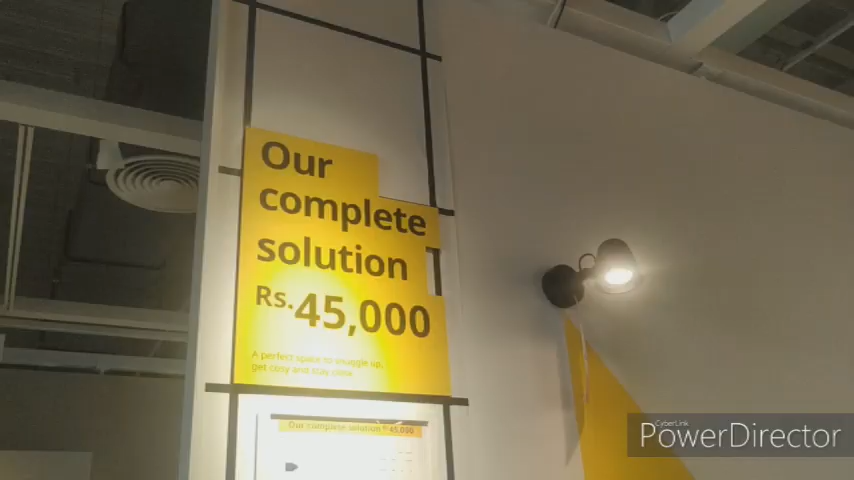 Our
complete
solution
Rs.45,000
A perfect space to snuggle up,
get cosy and stay close
Our complete solution Rs 45,000
CyberLink
PowerDirector